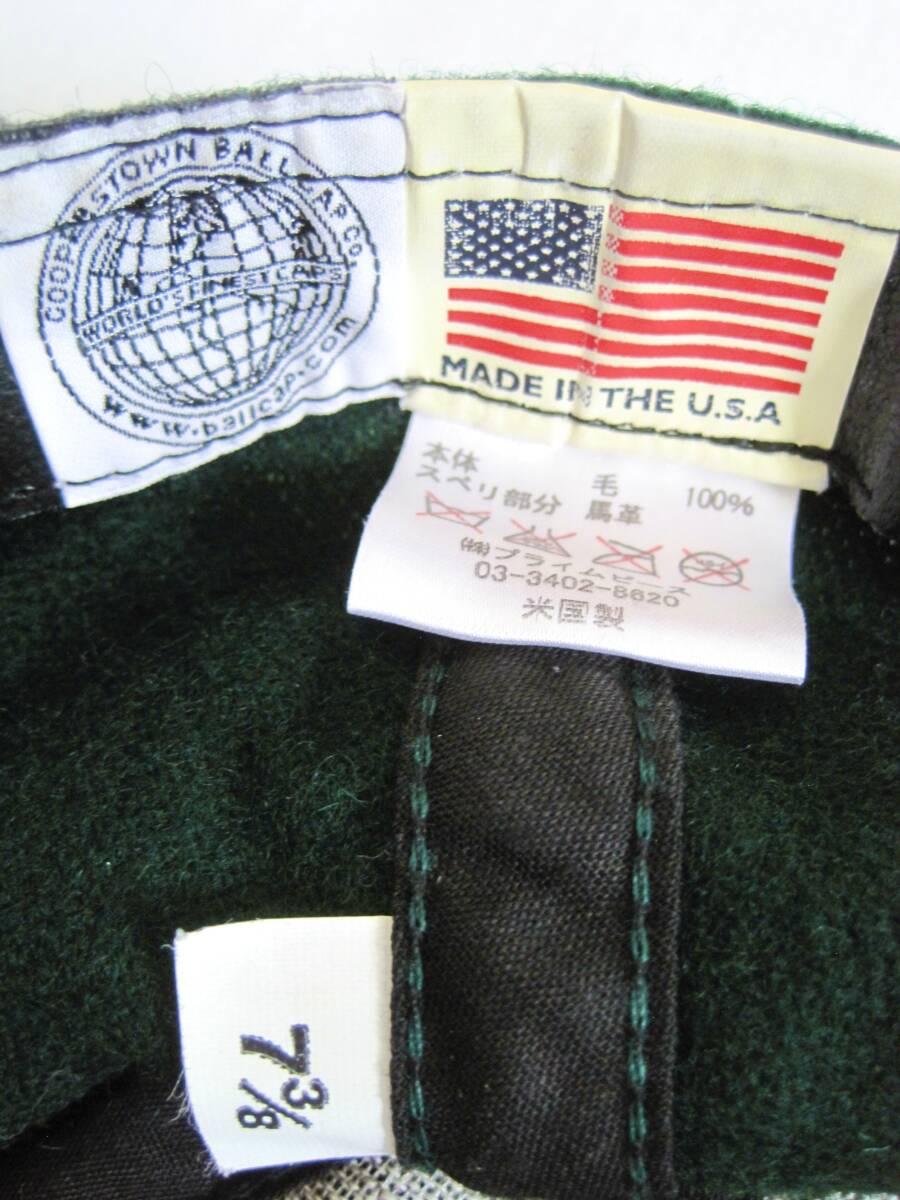 COOPERSTOWN BALL CAP CO.
WORLD'S FINEST CAPS
www.ballcap.com
MADE IN THE U.S.A
本体 毛 100%
スベリ部分 馬革
㈱プライムピース
03-3402-8620
米国製
7 3/8